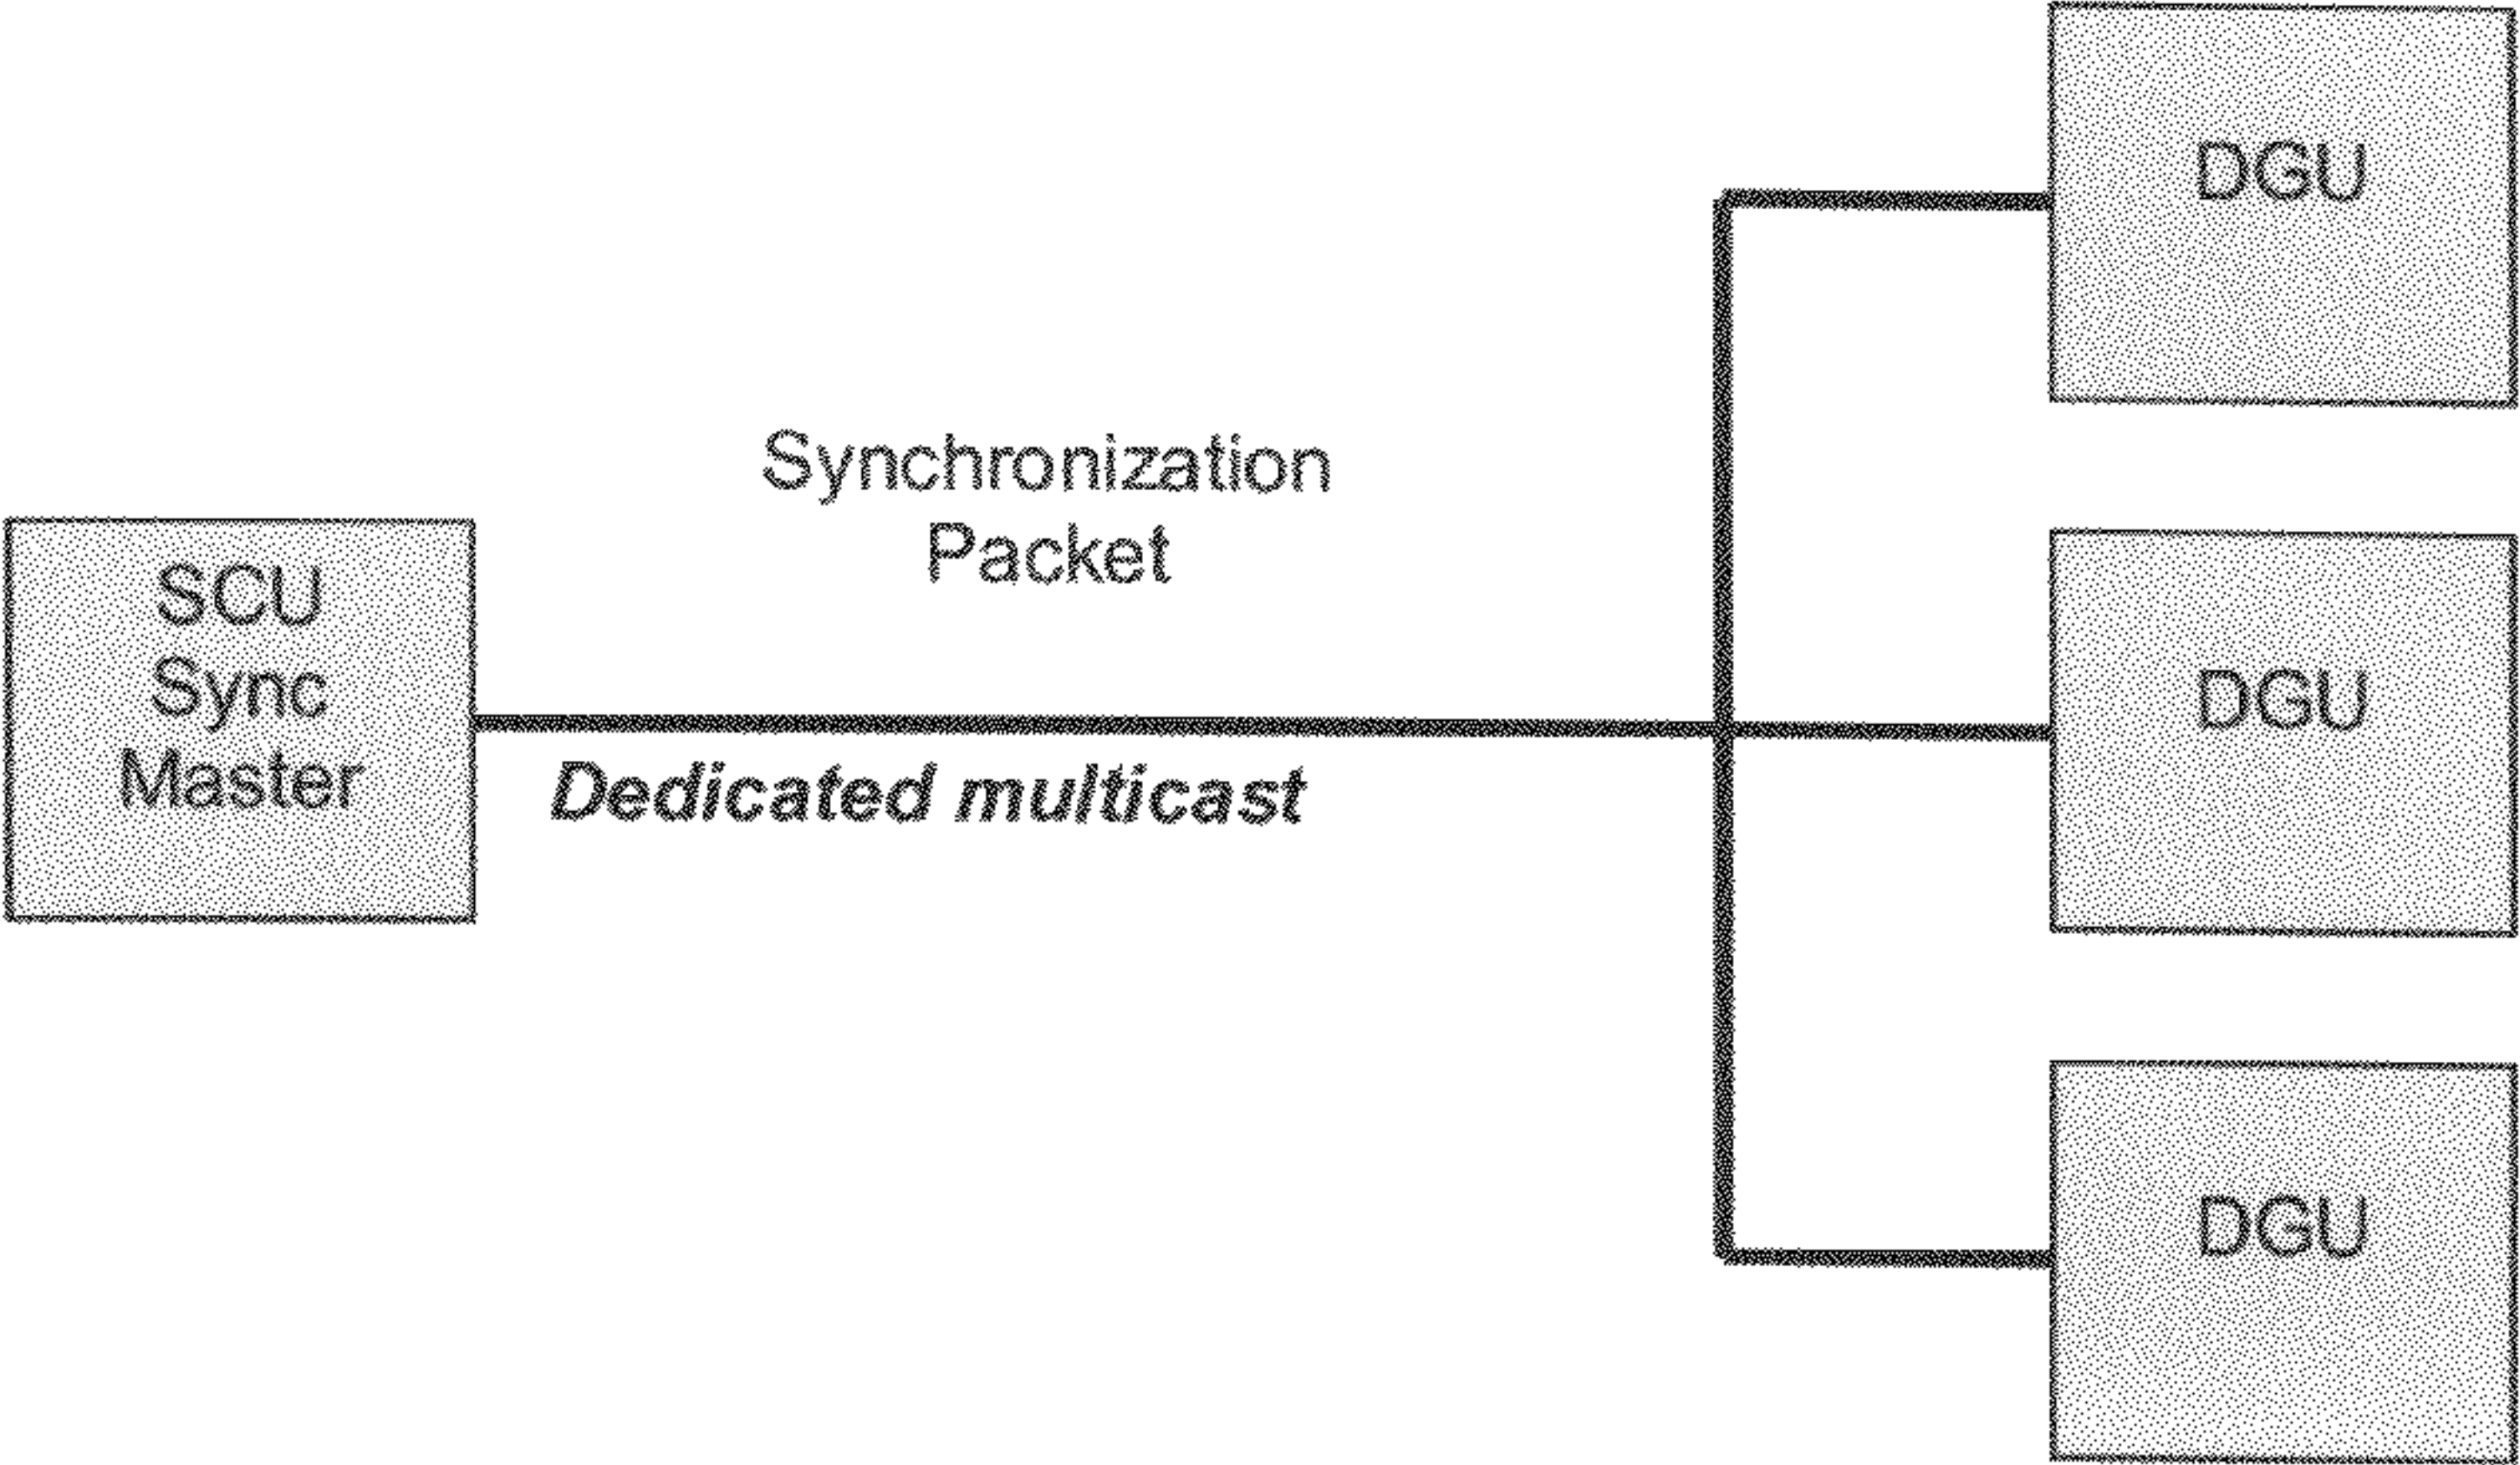 DGU
Synchronization
Packet
SCU
Sync
Master
DGU
Dedicated multicast
DGU